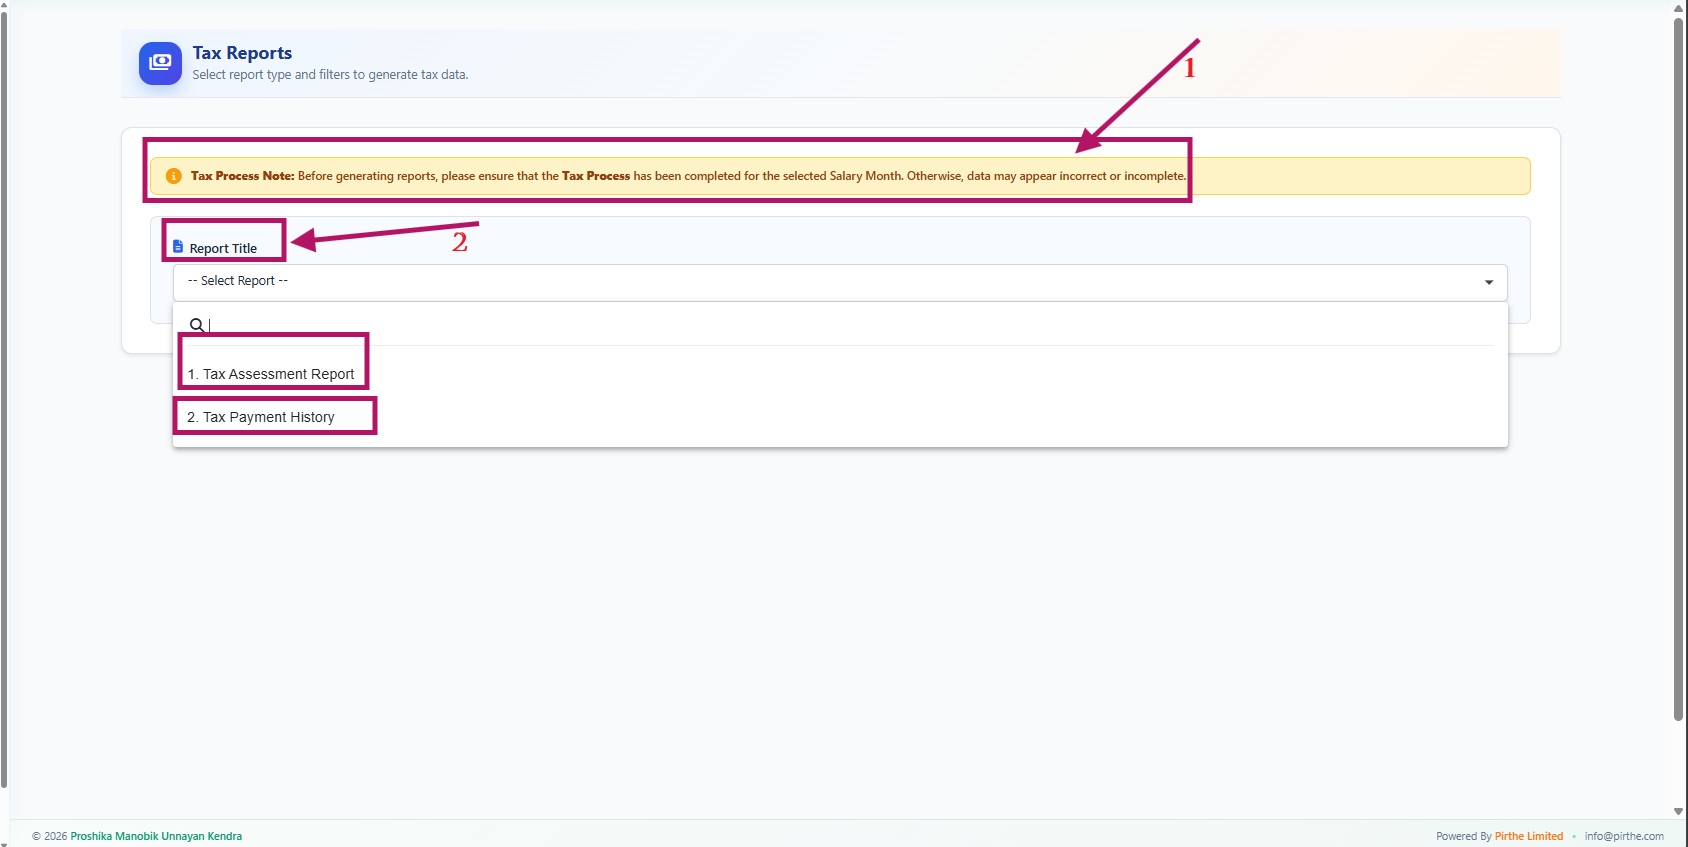 Tax Reports
Select report type and filters to generate tax data.
1
Tax Process Note: Before generating reports, please ensure that the Tax Process has been completed for the selected Salary Month. Otherwise, data may appear incorrect or incomplete.
Report Title
2
-- Select Report --
1. Tax Assessment Report
2. Tax Payment History
© 2026 Proshika Manobik Unnayan Kendra
Powered By Pirthe Limited • info@pirthe.com